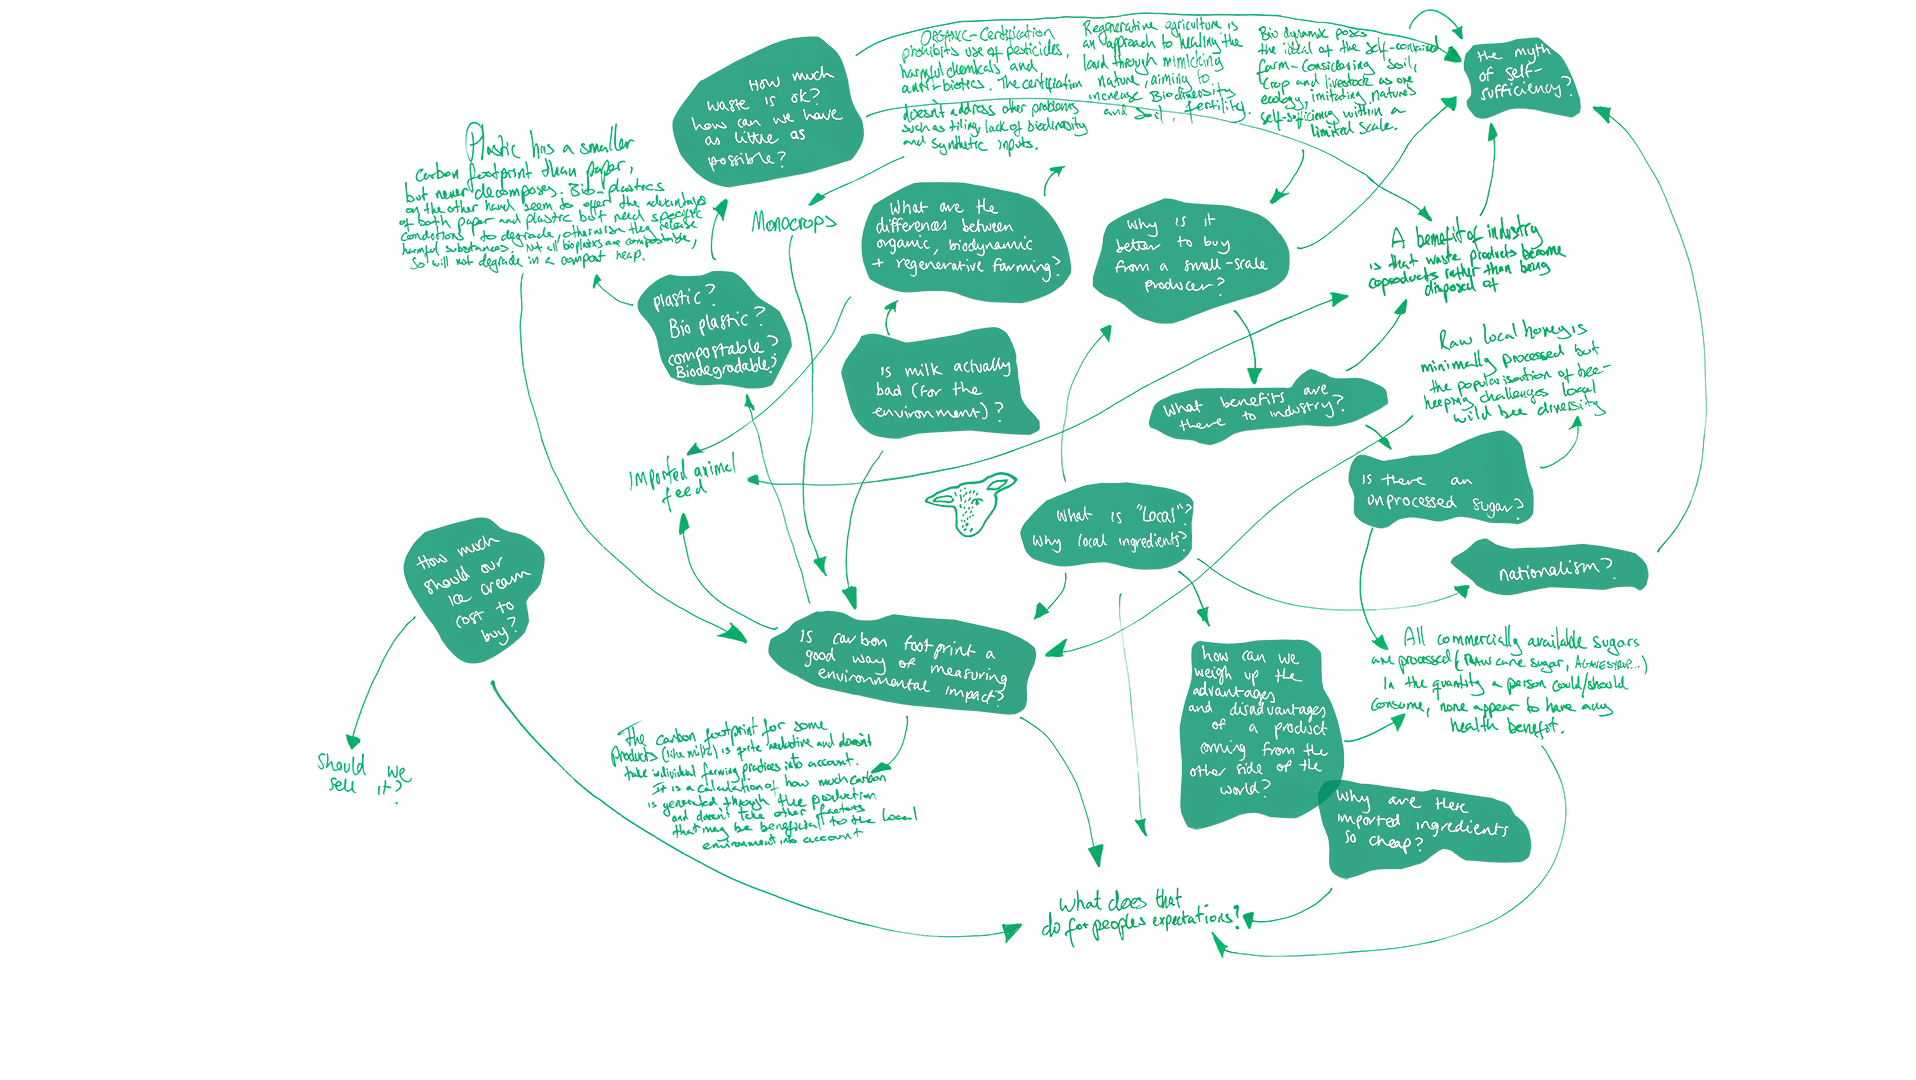 How much
waste is ok?
how can we have
as little as
possible?
ORGANIC-Certification
prohibits use of pesticides,
harmful chemicals and
anti-biotics. The certification
doesn't address other problems
such as tiling, lack of biodiversity
and synthetic inputs.
Regenerative agriculture is
an approach to healing the
land through mimicking
nature, aiming to
increase Biodiversity
and soil fertility.
Bio dynamic poses
the ideal of the self-contained
farm-Considering soil,
crop and livestock as one
ecology, imitating natures
self-sufficiency within a
limited scale.
the myth
of self-
sufficiency?
Plastic has a smaller
carbon footprint than paper,
but never decomposes. Bio-plastics
on the other hand seem to offer the advantages
of both paper and plastic but need specific
conditions to degrade, otherwise they release
harmful substances. Not all bioplastics are compostable,
so will not degrade in a compost heap.
Monocrops
What are the
differences between
organic, biodynamic
+ regenerative farming?
Why is it
better to buy
from a small-scale
producer?
A benefit of industry
is that waste products become
coproducts rather than being
disposed of
plastic?
Bio plastic?
compostable?
Biodegradable?
is milk actually
bad (for the
environment)?
What benefits are
there to industry?
Raw local honey is
minimally processed but
the popularisation of bee-
keeping challenges local
wild bee diversity
Imported animal
feed
is there an
unprocessed sugar?
What is "Local"?
Why local ingredients?
nationalism?
How much
should our
ice cream
cost to
buy?
Is carbon footprint a
good way of measuring
environmental impact?
how can we
weigh up the
advantages
and disadvantages
of a product
coming from the
other side of the
world?
All commercially available sugars
are processed (RAW cane sugar, AGAVE SYRUP...)
In the quantity a person could/should
consume, none appear to have any
health benefit.
Should we
sell it?
The carbon footprint for some
products (like milk) is quite reductive and doesn't
take individual farming practices into account.
It is a calculation of how much carbon
is generated through the production
and doesn't take other factors
that may be beneficial to the local
environment into account
Why are these
imported ingredients
so cheap?
What does that
do for peoples expectations?